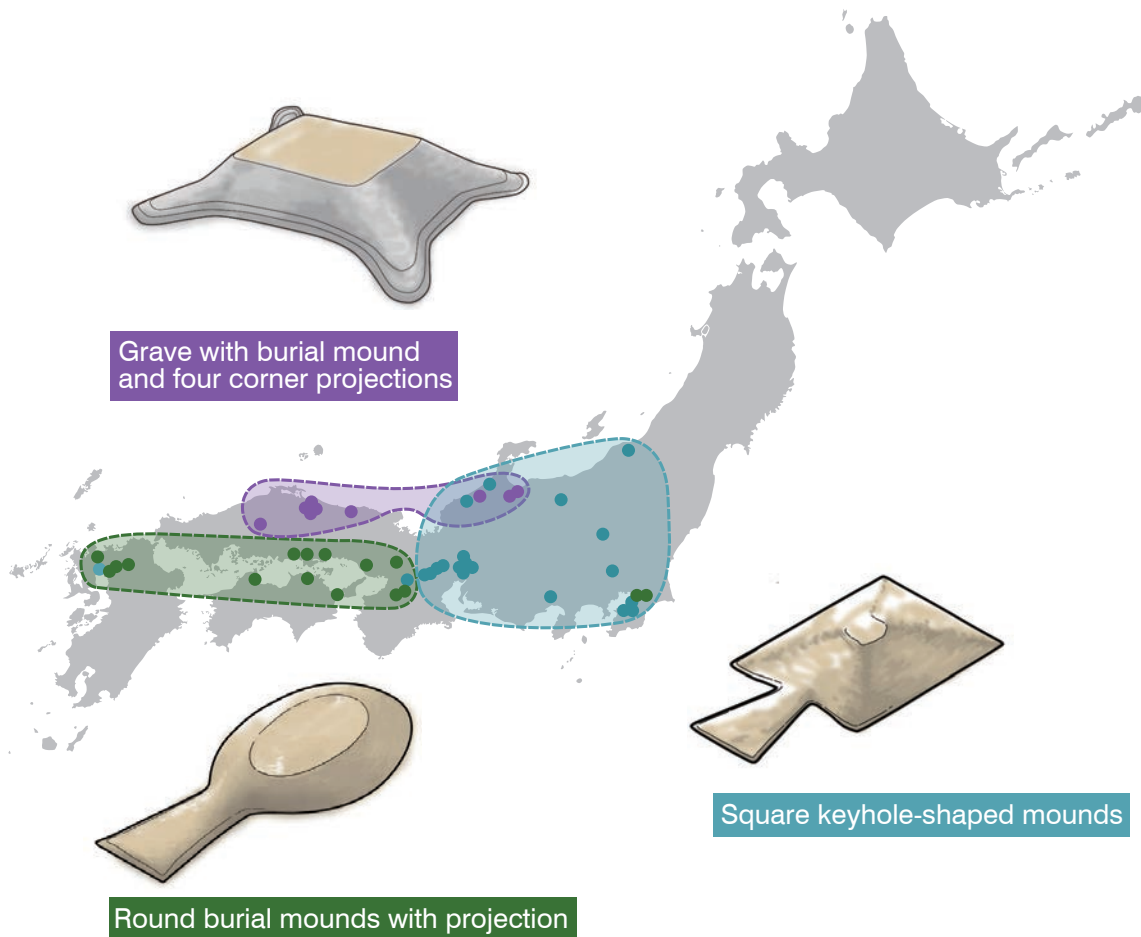 Grave with burial mound
and four corner projections
Square keyhole-shaped mounds
Round burial mounds with projection